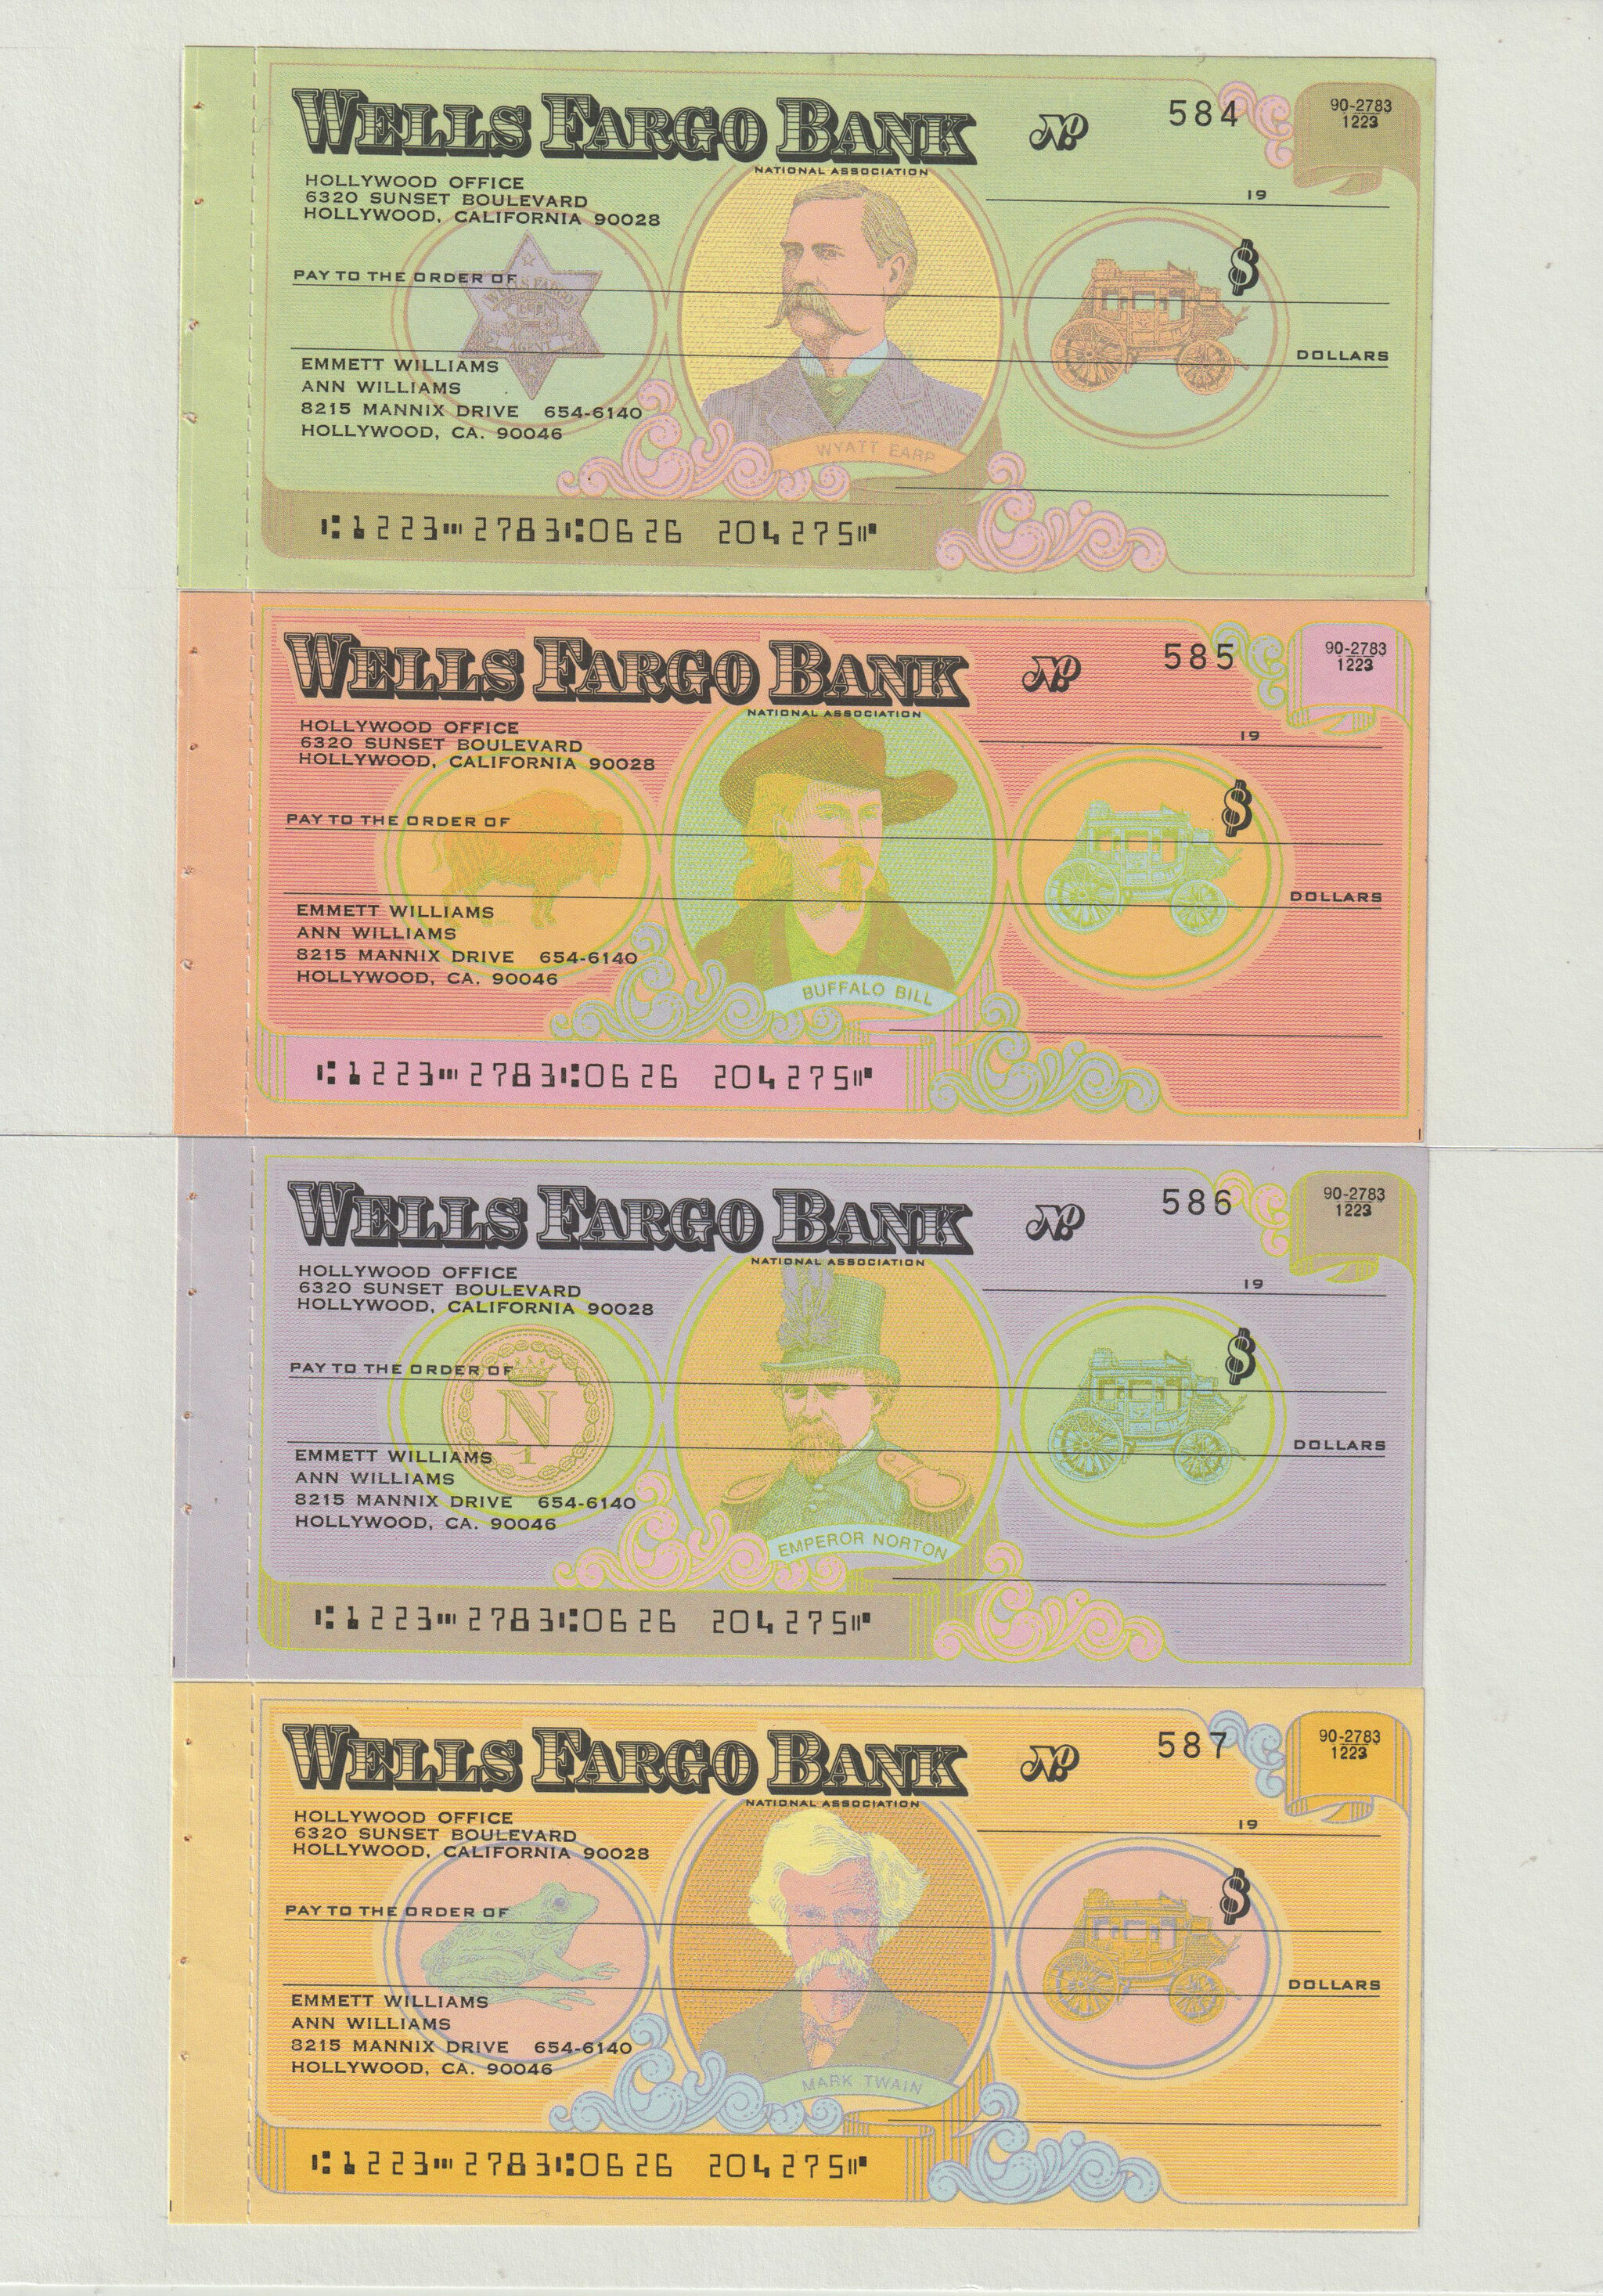 WELLS FARGO BANK
NATIONAL ASSOCIATION
Nº 584
90-2783
1223
HOLLYWOOD OFFICE
6320 SUNSET BOULEVARD
HOLLYWOOD, CALIFORNIA 90028
19
WELLS FARGO
AGENT
PAY TO THE ORDER OF
$
DOLLARS
EMMETT WILLIAMS
ANN WILLIAMS
8215 MANNIX DRIVE 654-6140
HOLLYWOOD, CA. 90046
WYATT EARP
⑆1223⑉2783⑆0626 204275⑈
WELLS FARGO BANK
NATIONAL ASSOCIATION
Nº 585
90-2783
1223
HOLLYWOOD OFFICE
6320 SUNSET BOULEVARD
HOLLYWOOD, CALIFORNIA 90028
19
PAY TO THE ORDER OF
$
DOLLARS
EMMETT WILLIAMS
ANN WILLIAMS
8215 MANNIX DRIVE 654-6140
HOLLYWOOD, CA. 90046
BUFFALO BILL
⑆1223⑉2783⑆0626 204275⑈
WELLS FARGO BANK
NATIONAL ASSOCIATION
Nº 586
90-2783
1223
HOLLYWOOD OFFICE
6320 SUNSET BOULEVARD
HOLLYWOOD, CALIFORNIA 90028
19
PAY TO THE ORDER OF
$
N
1
DOLLARS
EMMETT WILLIAMS
ANN WILLIAMS
8215 MANNIX DRIVE 654-6140
HOLLYWOOD, CA. 90046
EMPEROR NORTON
⑆1223⑉2783⑆0626 204275⑈
WELLS FARGO BANK
NATIONAL ASSOCIATION
Nº 587
90-2783
1223
HOLLYWOOD OFFICE
6320 SUNSET BOULEVARD
HOLLYWOOD, CALIFORNIA 90028
19
PAY TO THE ORDER OF
$
DOLLARS
EMMETT WILLIAMS
ANN WILLIAMS
8215 MANNIX DRIVE 654-6140
HOLLYWOOD, CA. 90046
MARK TWAIN
⑆1223⑉2783⑆0626 204275⑈